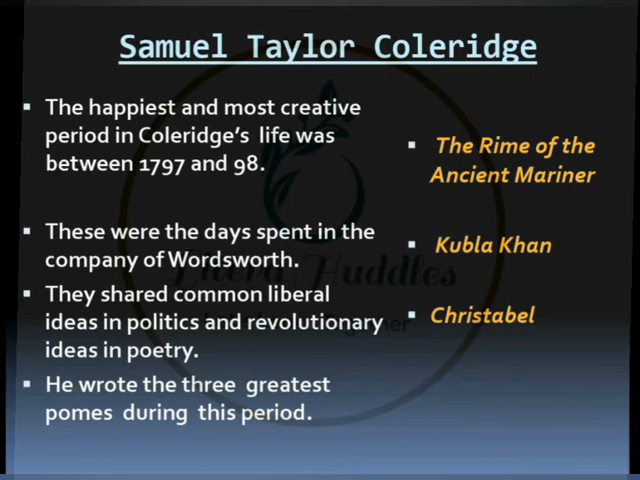 Samuel Taylor Coleridge
The happiest and most creative
period in Coleridge's life was
between 1797 and 98.
These were the days spent in the
company of Wordsworth.
They shared common liberal
ideas in politics and revolutionary
ideas in poetry.
He wrote the three greatest
pomes during this period.
The Rime of the
Ancient Mariner
Kubla Khan
Christabel
Huddles